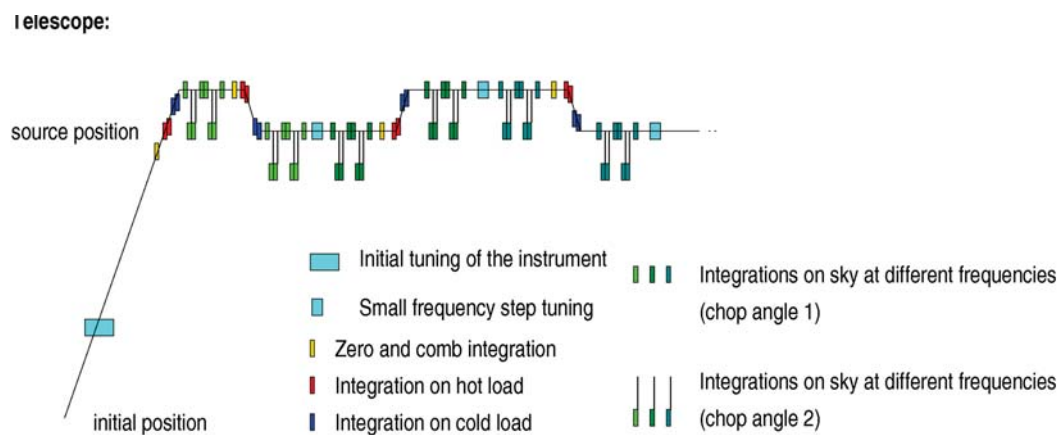 Telescope:
source position
initial position
Initial tuning of the instrument
Small frequency step tuning
Zero and comb integration
Integration on hot load
Integration on cold load
Integrations on sky at different frequencies
(chop angle 1)
Integrations on sky at different frequencies
(chop angle 2)